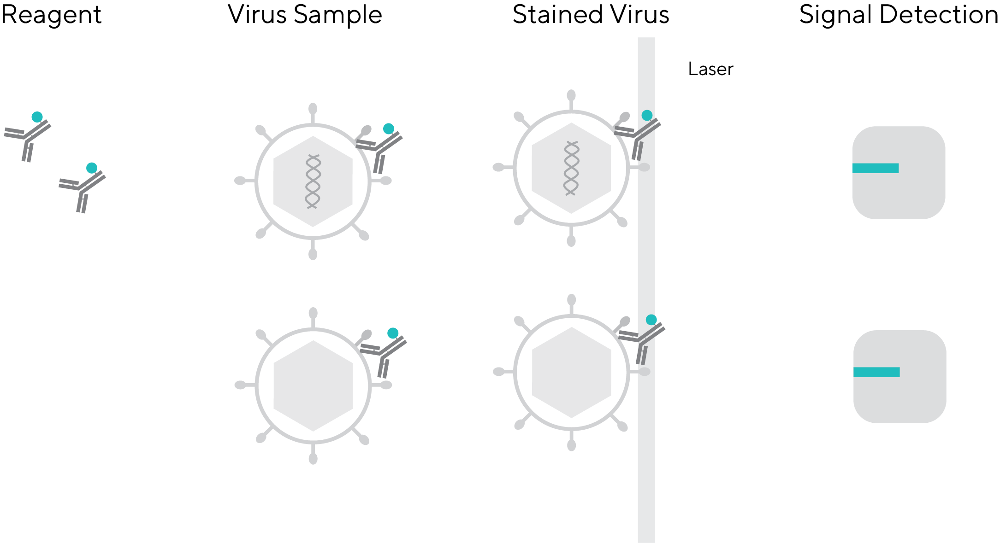 Reagent
Virus Sample
Stained Virus
Signal Detection
Laser